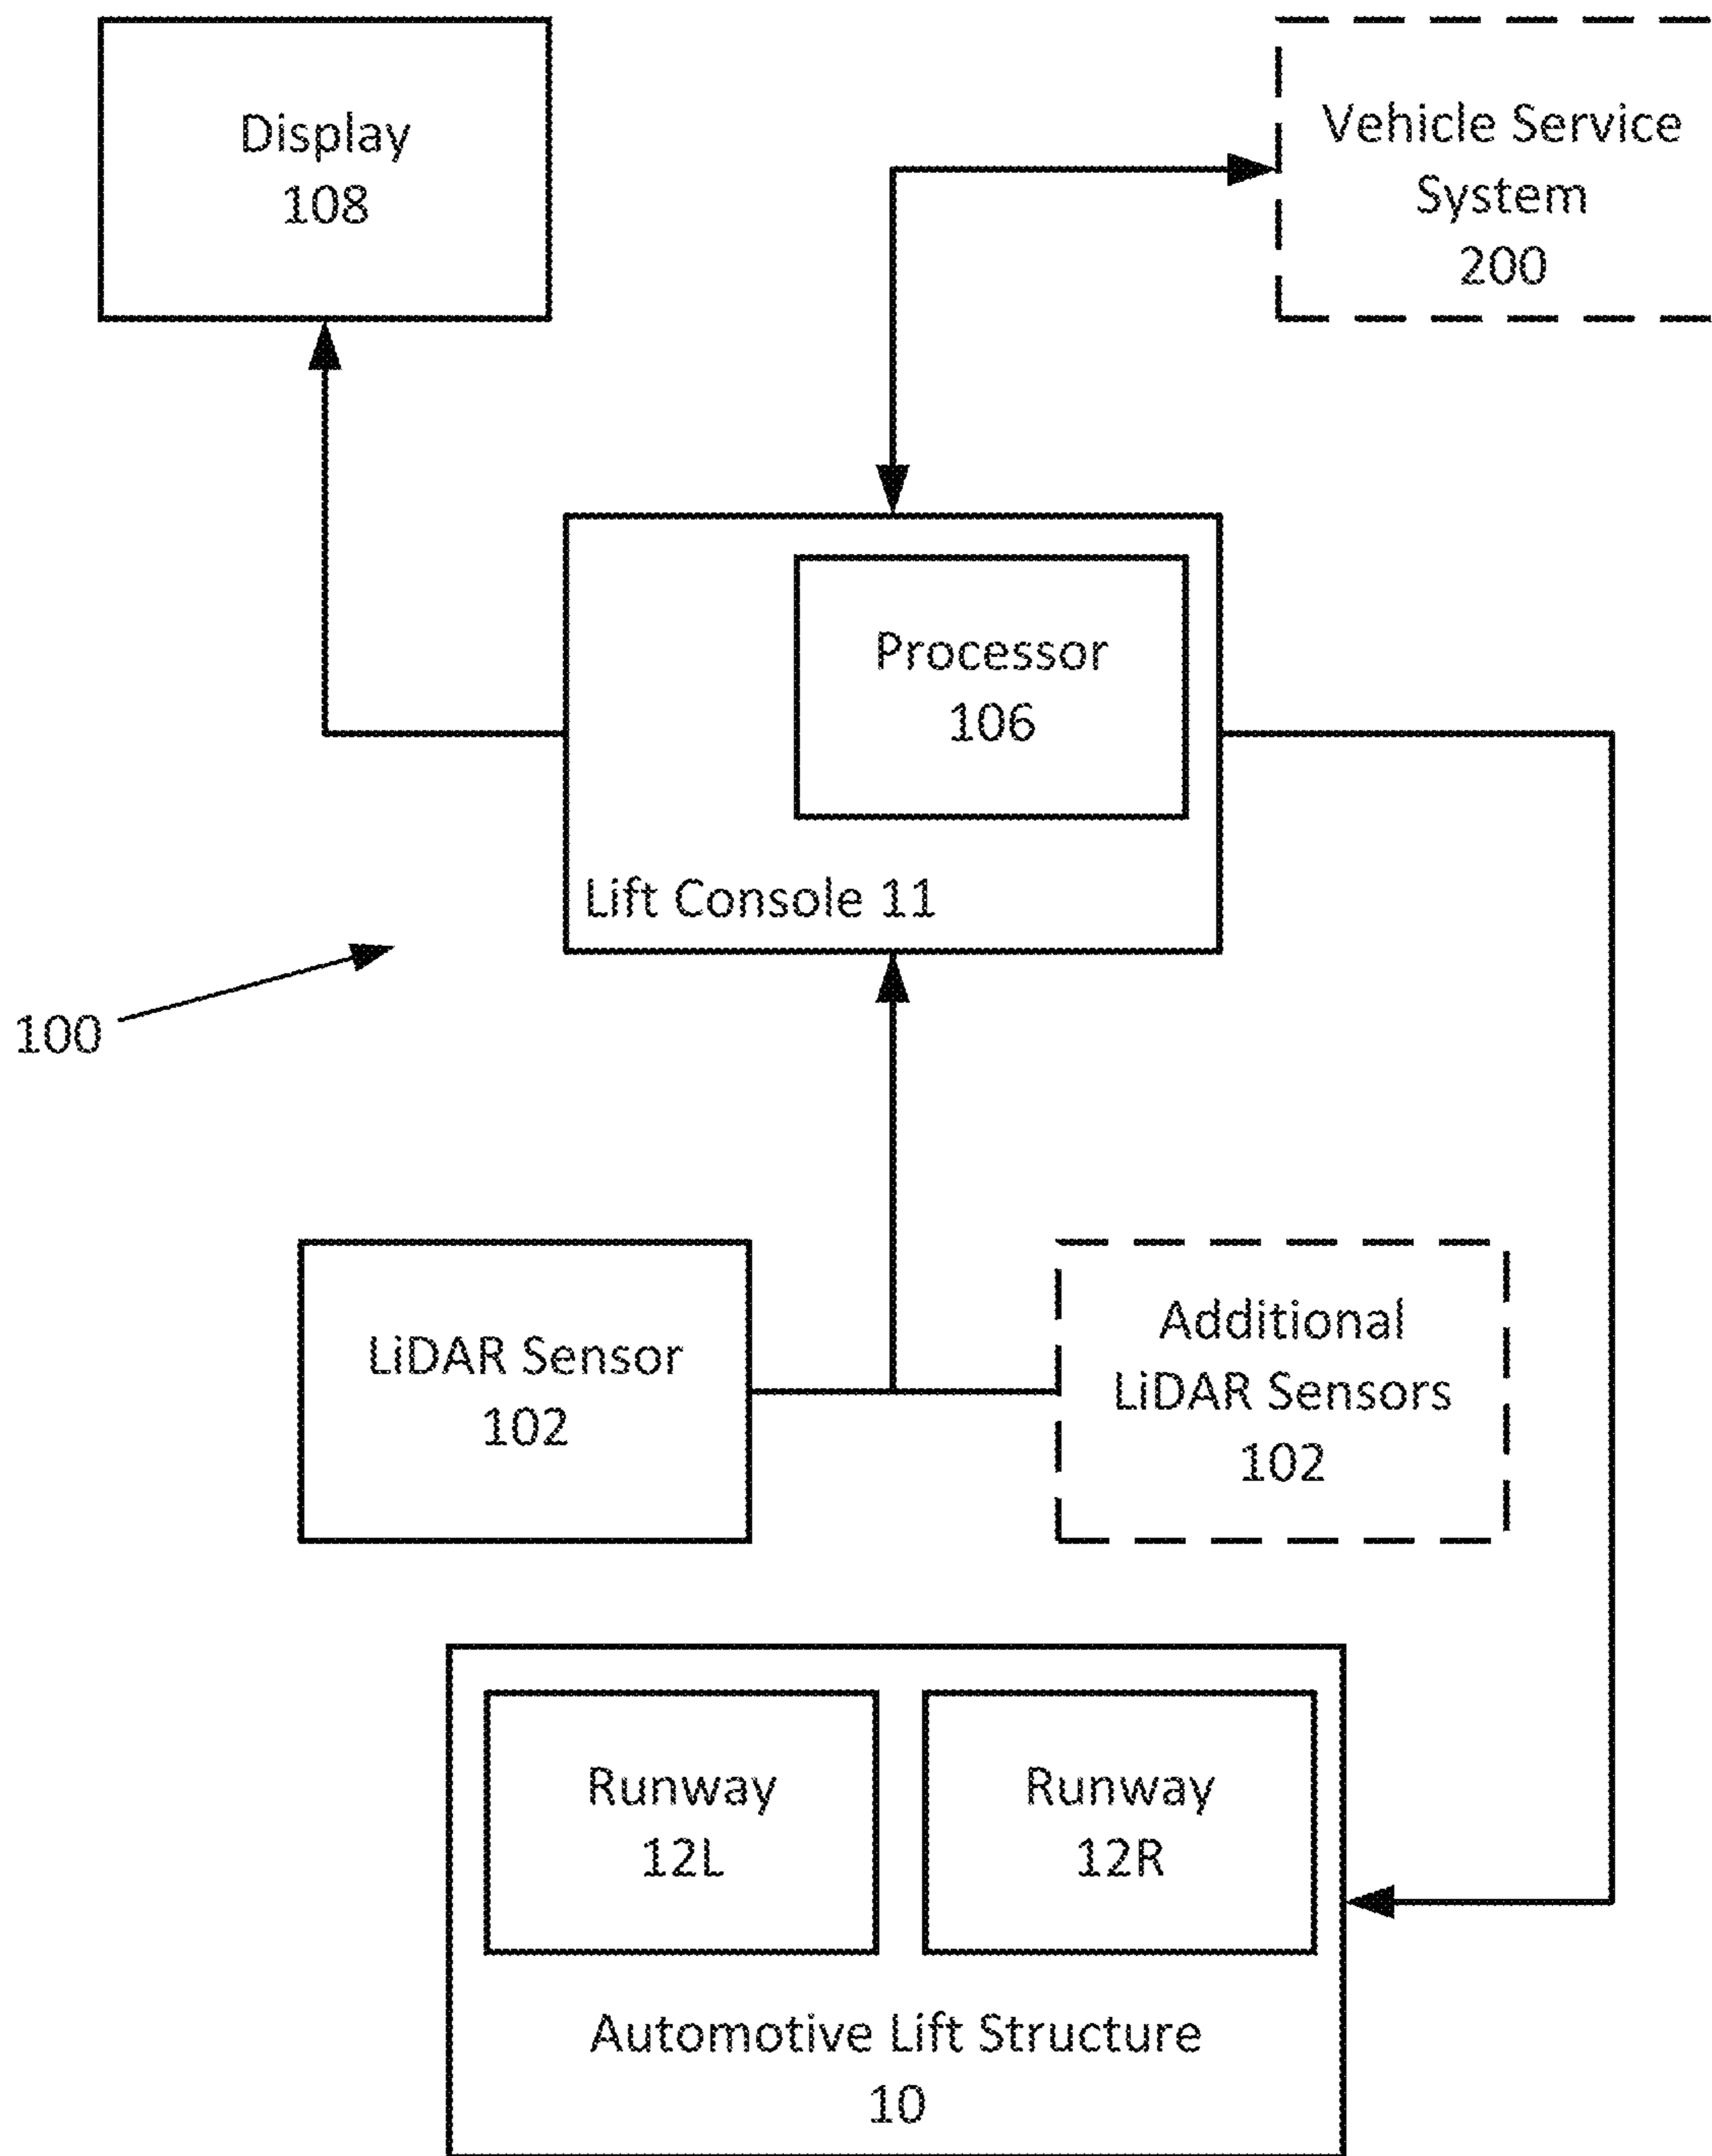 Display
108
Vehicle Service
System
200
Processor
106
Lift Console 11
100
LiDAR Sensor
102
Additional
LiDAR Sensors
102
Runway
12L
Runway
12R
Automotive Lift Structure
10